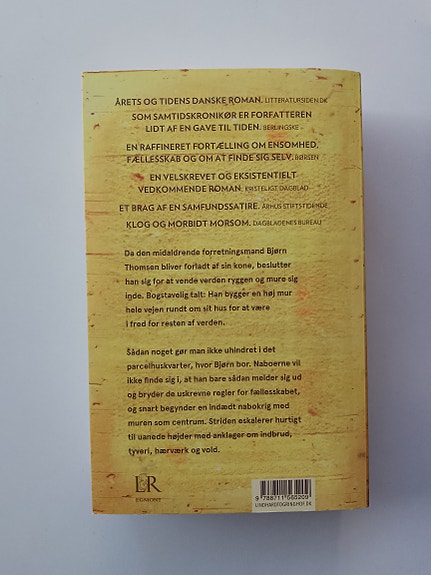 ÅRETS OG TIDENS DANSKE ROMAN. LITTERATURSIDEN.DK
SOM SAMTIDSKRONIKØR ER FORFATTEREN
LIDT AF EN GAVE TIL TIDEN. BERLINGSKE
EN RAFFINERET FORTÆLLING OM ENSOMHED,
FÆLLESSKAB OG OM AT FINDE SIG SELV. BØRSEN
EN VELSKREVET OG EKSISTENTIELT
VEDKOMMENDE ROMAN. KRISTELIGT DAGBLAD
ET BRAG AF EN SAMFUNDSSATIRE. ÅRHUS STIFTSTIDENDE
KLOG OG MORBIDT MORSOM. DAGBLADENES BUREAU
Da den midaldrende forretningsmand Bjørn
Thomsen bliver forladt af sin kone, beslutter
han sig for at vende verden ryggen og mure sig
inde. Bogstavelig talt: Han bygger en høj mur
hele vejen rundt om sit hus for at være
i fred for resten af verden.
Sådan noget gør man ikke uhindret i det
parcelhuskvarter, hvor Bjørn bor. Naboerne vil
ikke finde sig i, at han bare sådan melder sig ud
og bryder de uskrevne regler for fællesskabet,
og snart begynder en indædt nabokrig med
muren som centrum. Striden eskalerer hurtigt
til uanede højder med anklager om indbrud,
tyveri, hærværk og vold.
L&R
EGMONT
9 788711 565209
LINDHARDTOGRINGHOF.DK